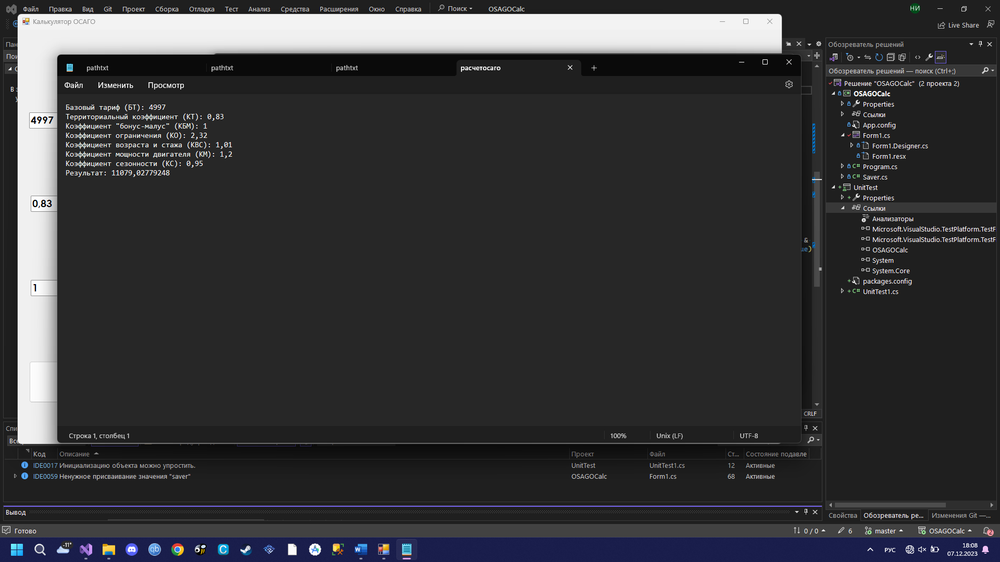 Файл Правка Вид Git Проект Сборка Отладка Тест Анализ Средства Расширения Окно Справка Поиск OSAGOCalc НИ
Live Share
Калькулятор ОСАГО
4997
0,83
1
pathtxt pathtxt pathtxt расчетосаго
Файл Изменить Просмотр
Базовый тариф (БТ): 4997
Территориальный коэффициент (КТ): 0,83
Коэффициент "бонус-малус" (КБМ): 1
Коэффициент ограничения (КО): 2,32
Коэффициент возраста и стажа (КВС): 1,01
Коэффициент мощности двигателя (КМ): 1,2
Коэффициент сезонности (КС): 0,95
Результат: 11079,02779248
Строка 1, столбец 1 100% Unix (LF) UTF-8
CRLF
Обозреватель решений
Обозреватель решений — поиск (Ctrl+;)
Решение "OSAGOCalc" (2 проекта 2)
OSAGOCalc
Properties
Ссылки
App.config
Form1.cs
Form1.Designer.cs
Form1.resx
Program.cs
Saver.cs
UnitTest
Properties
Ссылки
Анализаторы
Microsoft.VisualStudio.TestPlatform.TestF
Microsoft.VisualStudio.TestPlatform.TestF
OSAGOCalc
System
System.Core
packages.config
UnitTest1.cs
Свойства Обозреватель ре... Изменения Git —...
Код Описание Проект Файл Ст... Состояние подавле
IDE0017 Инициализацию объекта можно упростить. UnitTest UnitTest1.cs 12 Активные
IDE0059 Ненужное присваивание значения "saver" OSAGOCalc Form1.cs 68 Активные
Вывод
Готово 0 / 0 6 master OSAGOCalc 2
-11° РУС 18:08
07.12.2023